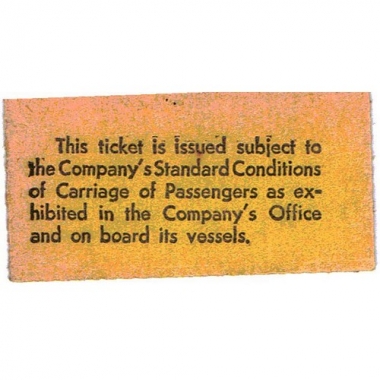 This ticket is issued subject to
the Company's Standard Conditions
of Carriage of Passengers as ex-
hibited in the Company's Office
and on board its vessels.